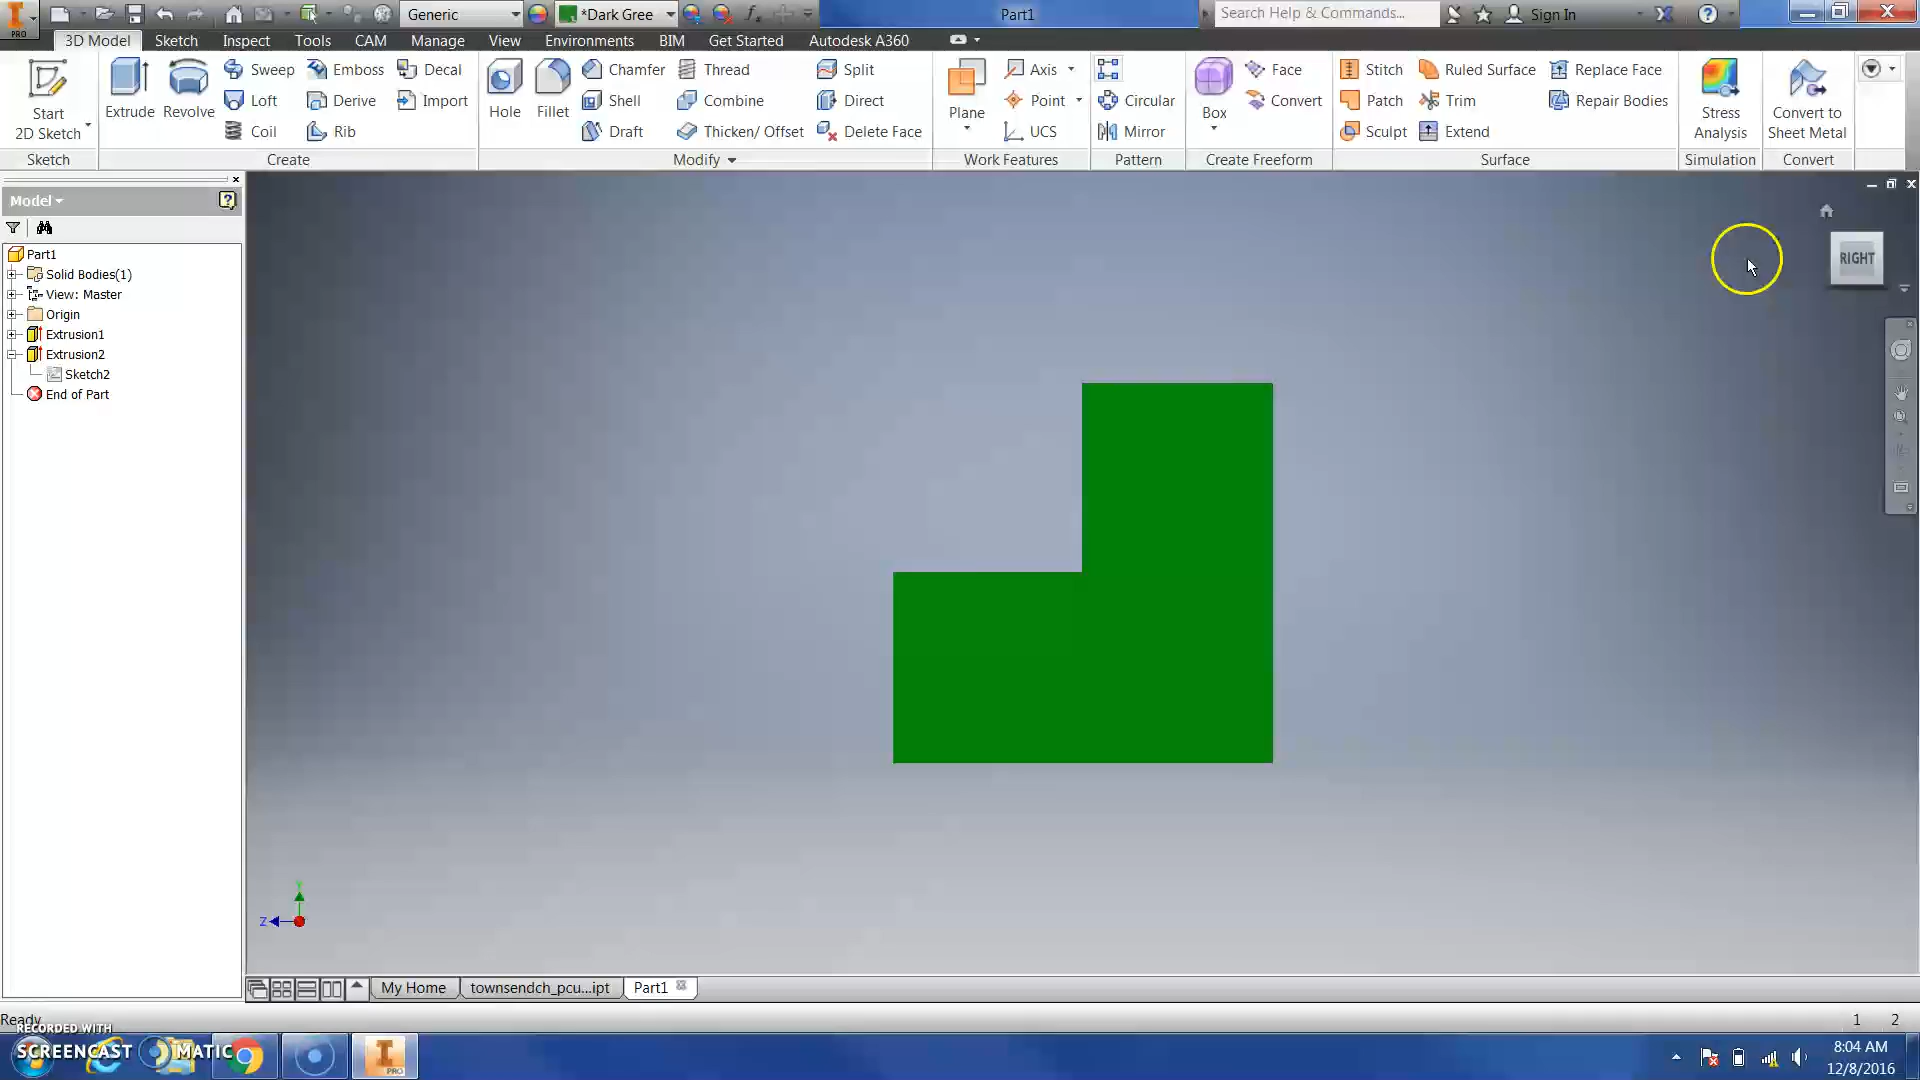 Generic *Dark Gree Part1 Search Help & Commands... Sign In
PRO 3D Model Sketch Inspect Tools CAM Manage View Environments BIM Get Started Autodesk A360
Start 2D Sketch
Extrude Revolve
Sweep Emboss Decal
Loft Derive Import
Coil Rib
Hole Fillet
Chamfer Thread Split
Shell Combine Direct
Draft Thicken/ Offset Delete Face
Plane
Axis
Point
UCS
Circular
Mirror
Box
Face
Convert
Stitch Ruled Surface Replace Face
Patch Trim Repair Bodies
Sculpt Extend
Stress Analysis
Convert to Sheet Metal
Sketch Create Modify Work Features Pattern Create Freeform Surface Simulation Convert
Model
Part1
Solid Bodies(1)
View: Master
Origin
Extrusion1
Extrusion2
Sketch2
End of Part
RIGHT
Y
Z
My Home townsendch_pcu...ipt Part1
Ready 1 2
RECORDED WITH
SCREENCAST MATIC
PRO
8:04 AM
12/8/2016